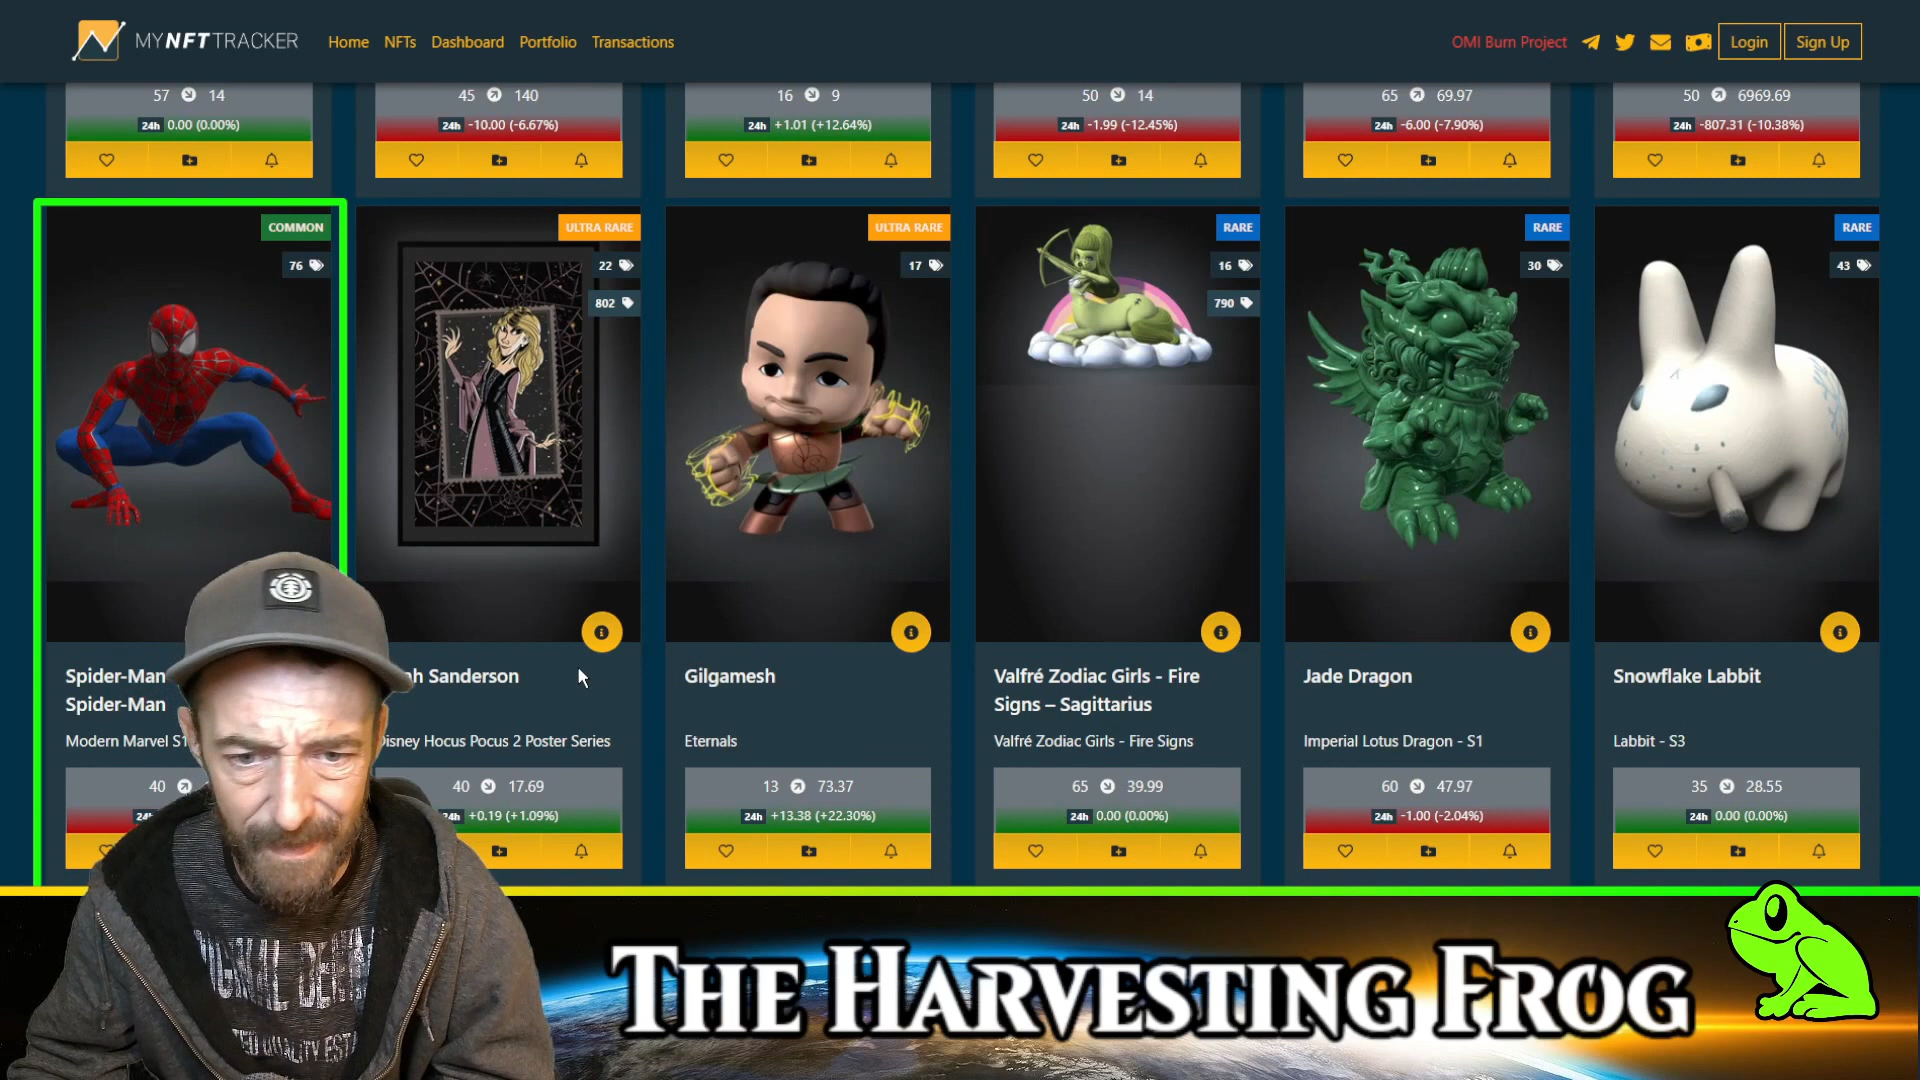 MYNFTTRACKER Home NFTs Dashboard Portfolio Transactions OMI Burn Project Login Sign Up
57 14 45 140 16 9 50 14 65 69.97 50 6969.69
24h 0.00 (0.00%) 24h -10.00 (-6.67%) 24h +1.01 (+12.64%) 24h -1.99 (-12.45%) 24h -6.00 (-7.90%) 24h -807.31 (-10.38%)
COMMON ULTRA RARE ULTRA RARE RARE RARE RARE
76 22 17 16 30 43
802 790
Spider-Man Sanderson Gilgamesh Valfré Zodiac Girls - Fire Jade Dragon Snowflake Labbit
Spider-Man Signs – Sagittarius
Modern Marvel Disney Hocus Pocus 2 Poster Series Eternals Valfré Zodiac Girls - Fire Signs Imperial Lotus Dragon - S1 Labbit - S3
40 40 17.69 13 73.37 65 39.99 60 47.97 35 28.55
24h +0.19 (+1.09%) 24h +13.38 (+22.30%) 24h 0.00 (0.00%) 24h -1.00 (-2.04%) 24h 0.00 (0.00%)
THE HARVESTING FROG